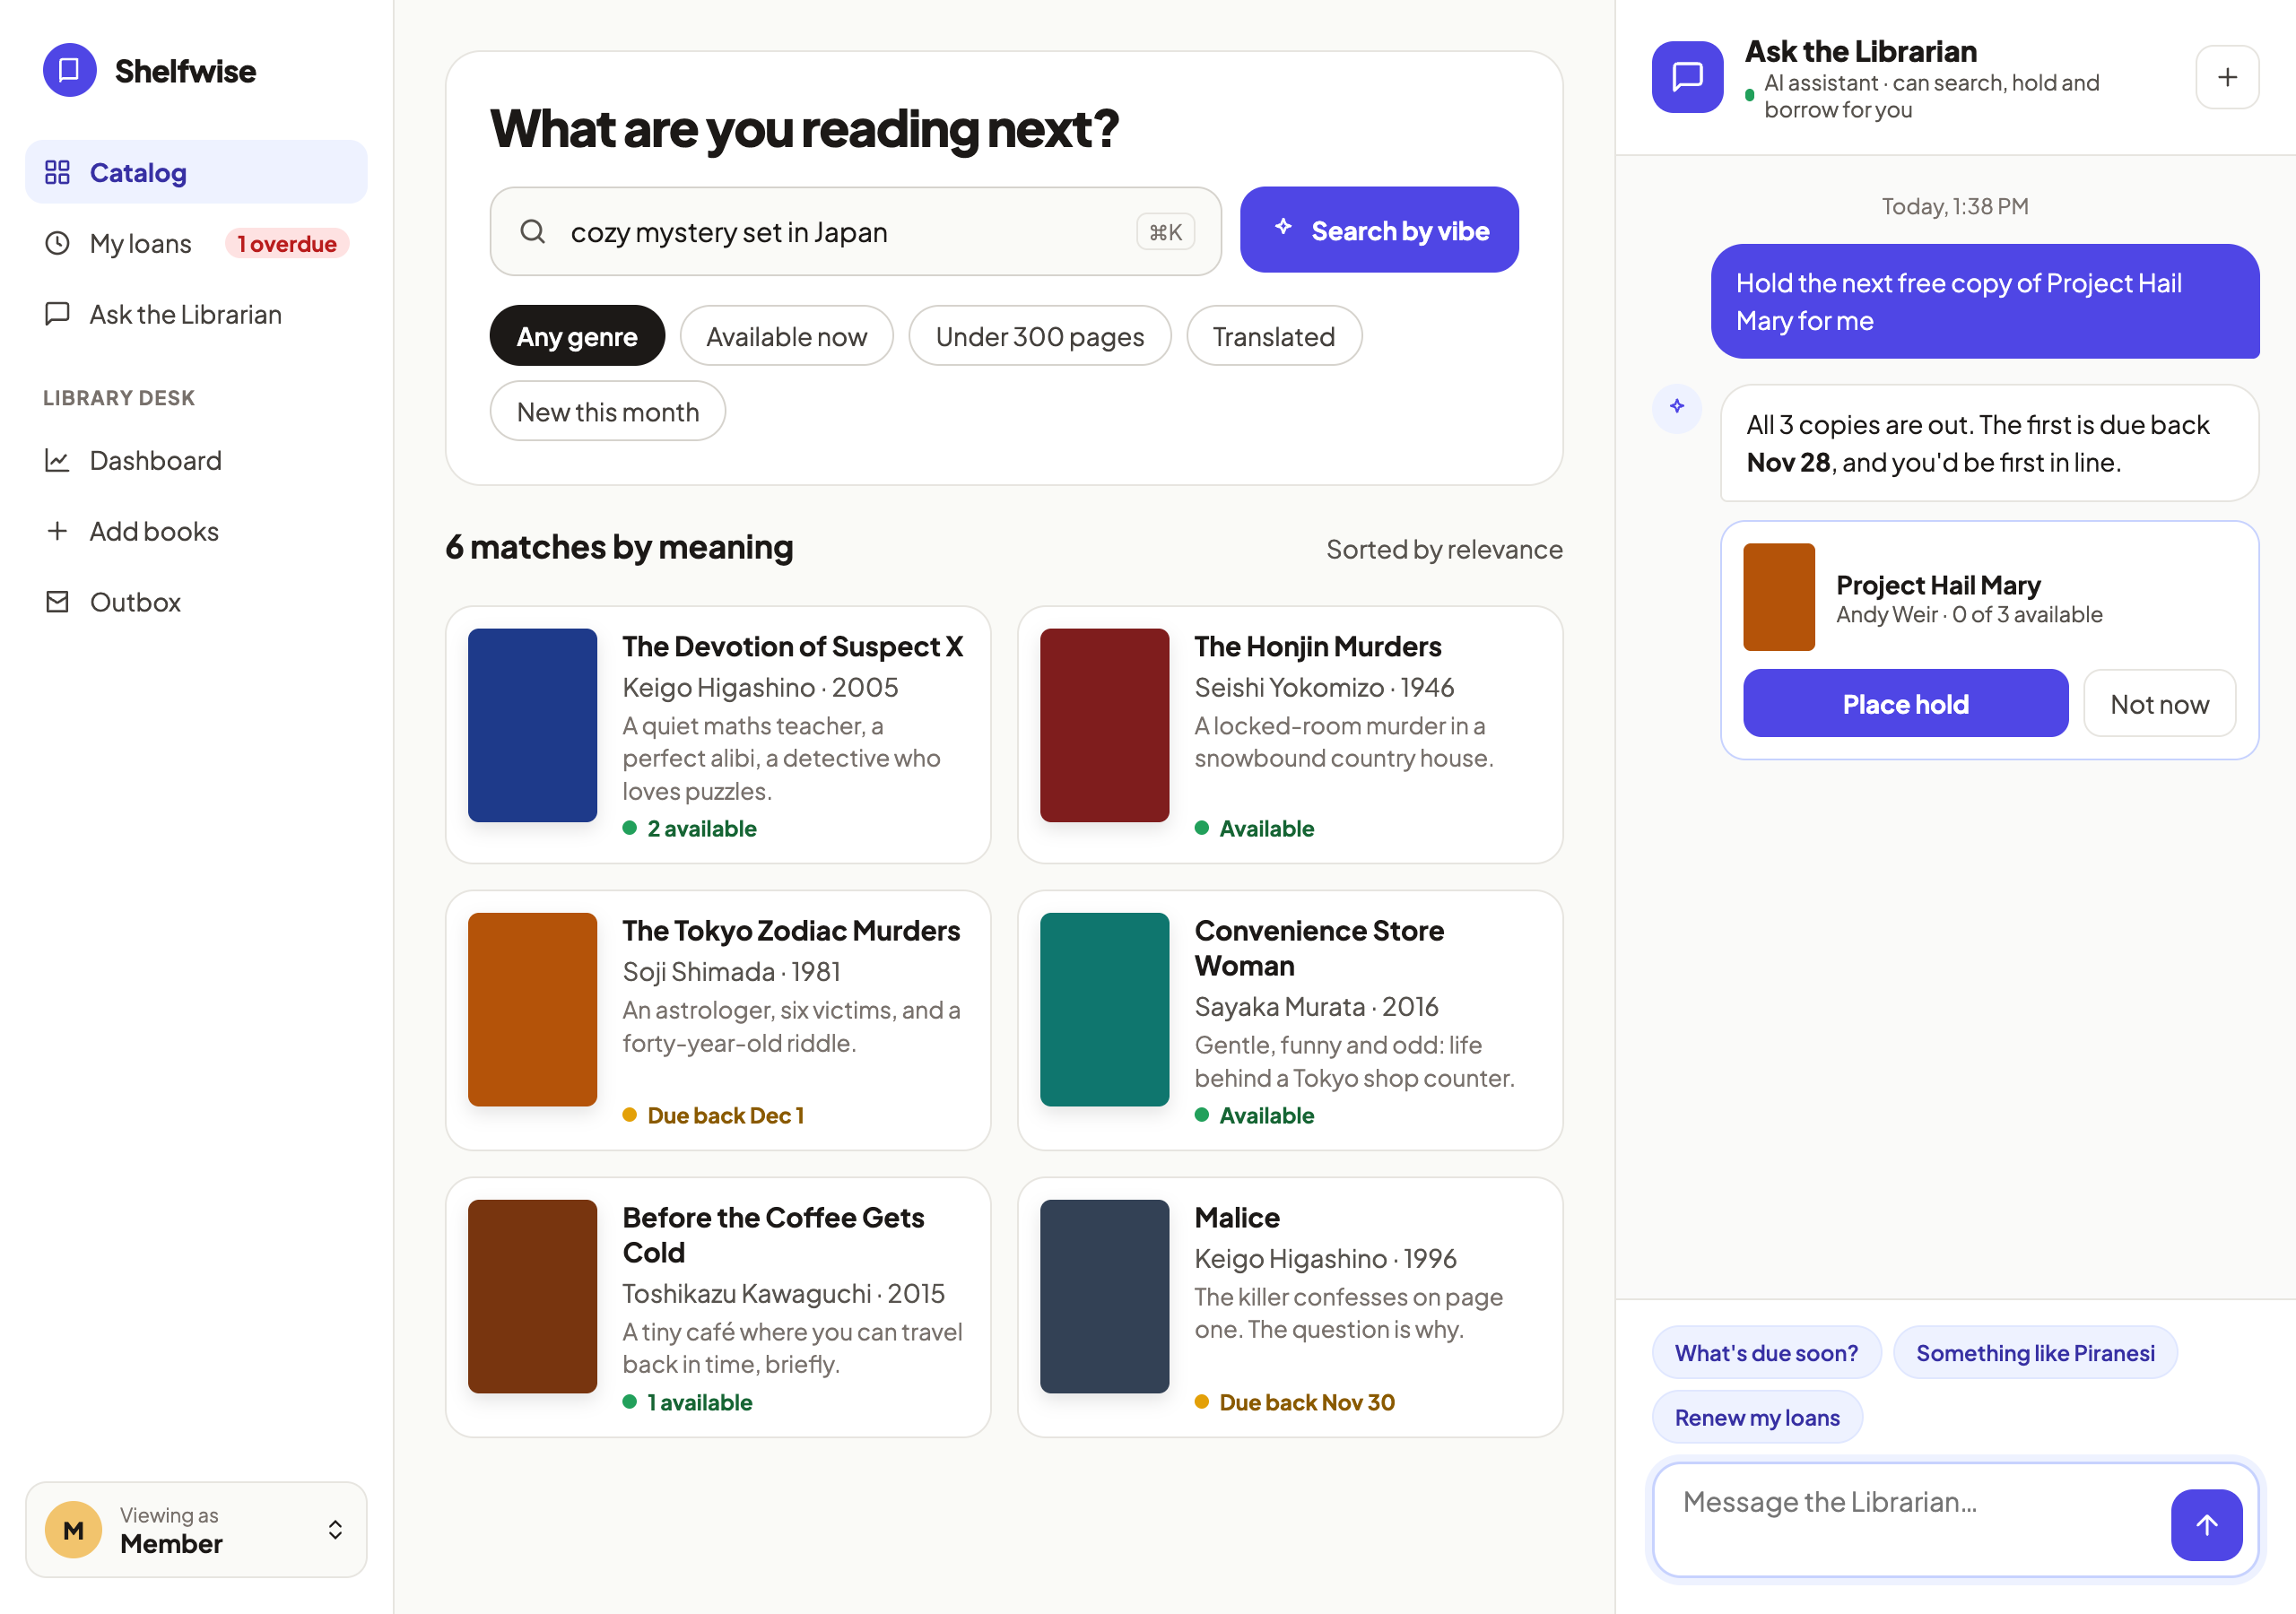 Shelfwise
Catalog
My loans
1 overdue
Ask the Librarian
LIBRARY DESK
Dashboard
Add books
Outbox
M
Viewing as
Member
What are you reading next?
cozy mystery set in Japan
⌘K
Search by vibe
Any genre
Available now
Under 300 pages
Translated
New this month
6 matches by meaning
Sorted by relevance
The Devotion of Suspect X
Keigo Higashino · 2005
A quiet maths teacher, a
perfect alibi, a detective who
loves puzzles.
2 available
The Honjin Murders
Seishi Yokomizo · 1946
A locked-room murder in a
snowbound country house.
Available
The Tokyo Zodiac Murders
Soji Shimada · 1981
An astrologer, six victims, and a
forty-year-old riddle.
Due back Dec 1
Convenience Store
Woman
Sayaka Murata · 2016
Gentle, funny and odd: life
behind a Tokyo shop counter.
Available
Before the Coffee Gets
Cold
Toshikazu Kawaguchi · 2015
A tiny café where you can travel
back in time, briefly.
1 available
Malice
Keigo Higashino · 1996
The killer confesses on page
one. The question is why.
Due back Nov 30
Ask the Librarian
AI assistant · can search, hold and
borrow for you
Today, 1:38 PM
Hold the next free copy of Project Hail
Mary for me
All 3 copies are out. The first is due back
Nov 28, and you'd be first in line.
Project Hail Mary
Andy Weir · 0 of 3 available
Place hold
Not now
What's due soon?
Something like Piranesi
Renew my loans
Message the Librarian...